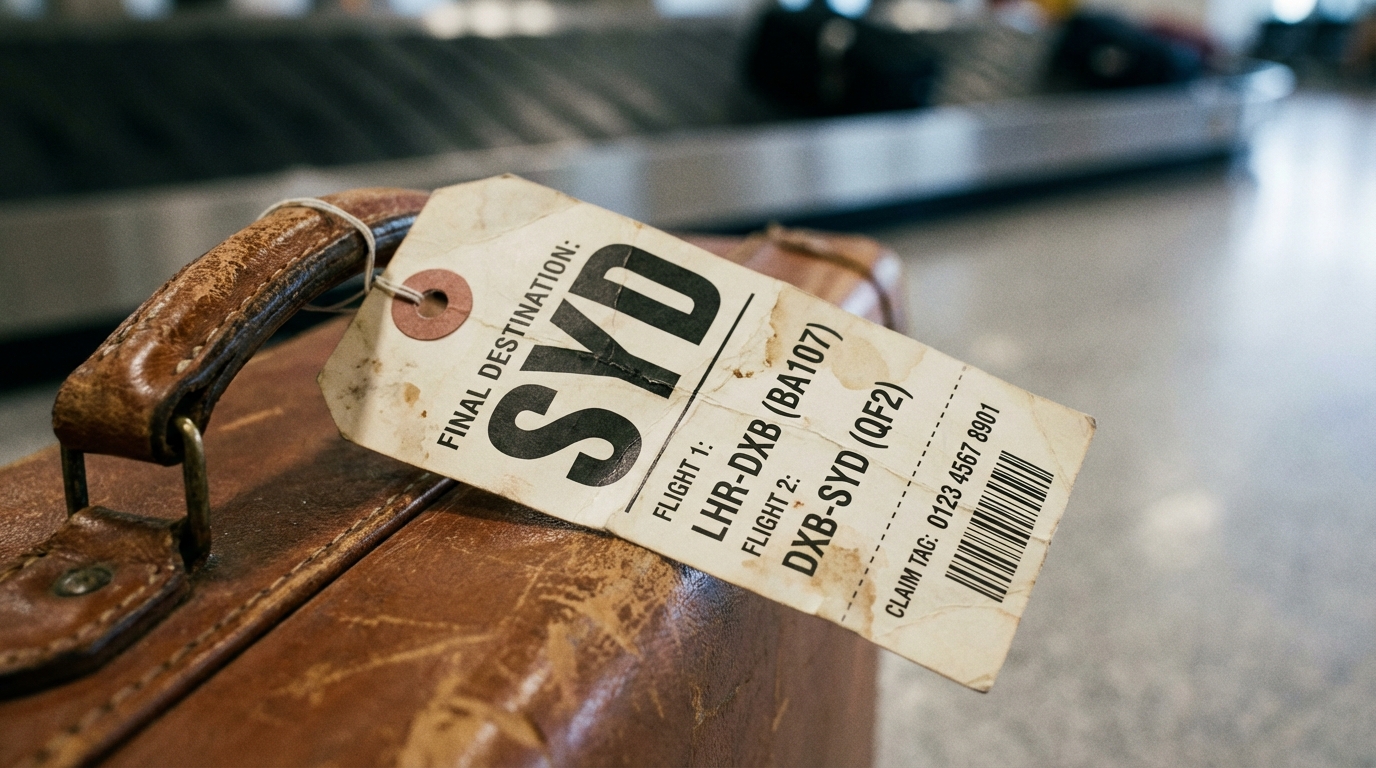 FINAL DESTINATION:
SYD
FLIGHT 1:
LHR-DXB (BA107)
FLIGHT 2:
DXB-SYD (QF2)
CLAIM TAG: 0123 4567 8901